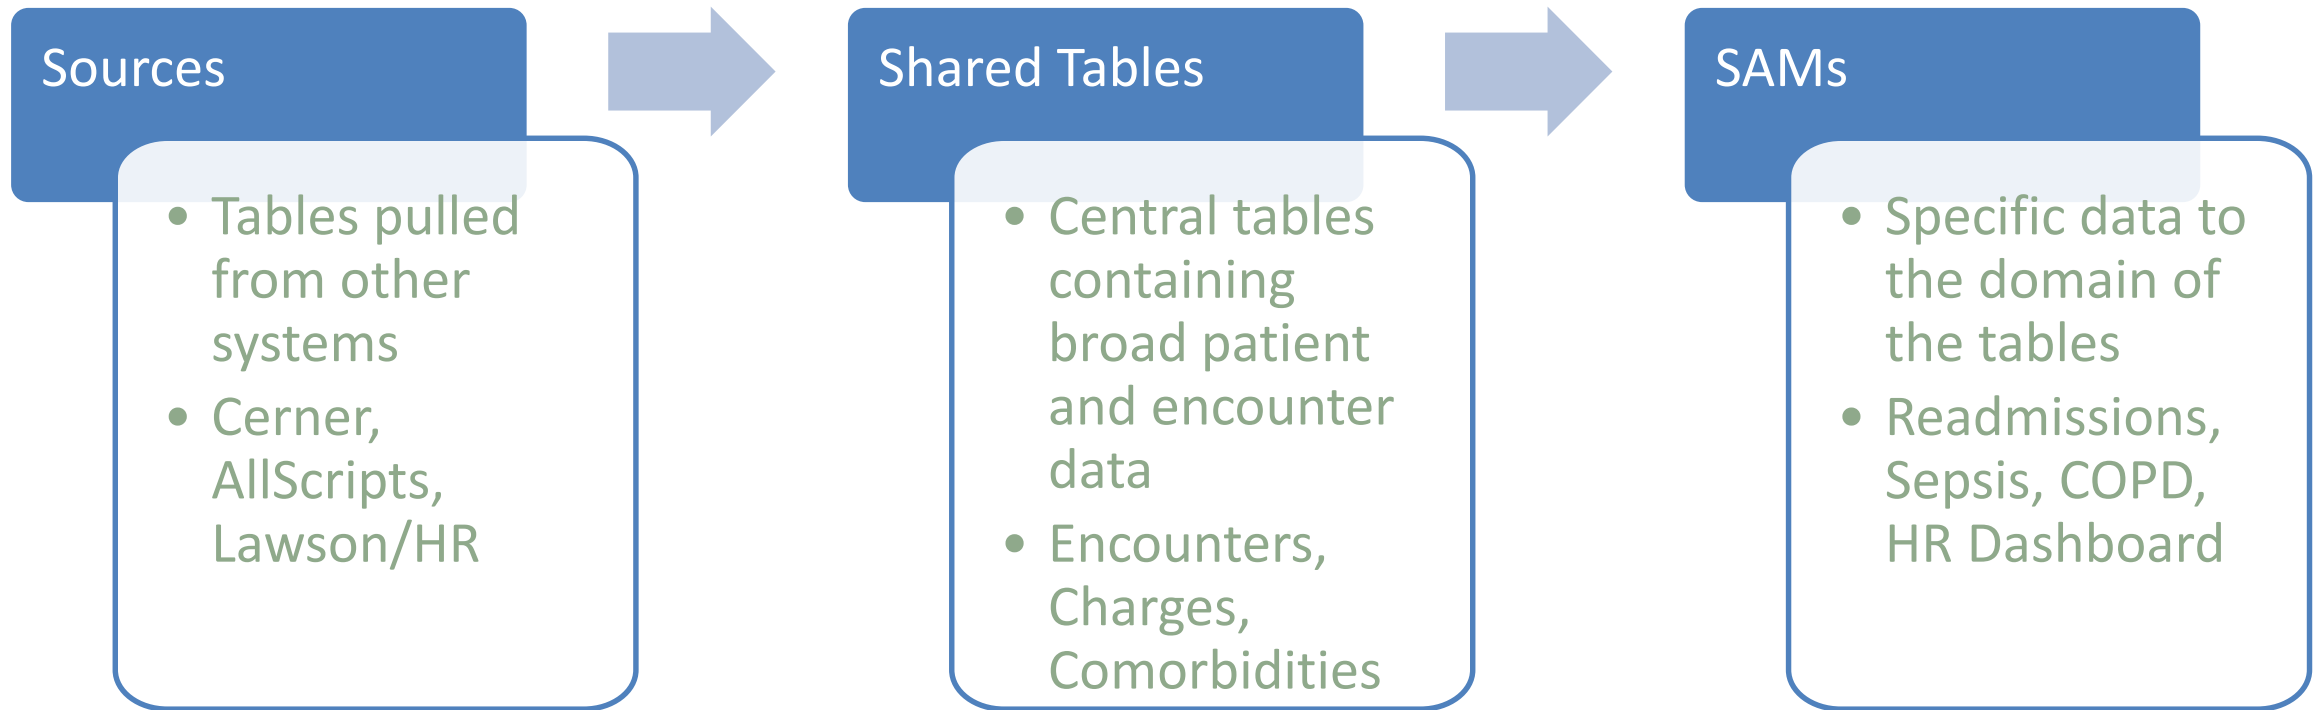 Sources
• Tables pulled
from other
systems
• Cerner,
AllScripts,
Lawson/HR
Shared Tables
• Central tables
containing
broad patient
and encounter
data
• Encounters,
Charges,
Comorbidities
SAMs
• Specific data to
the domain of
the tables
• Readmissions,
Sepsis, COPD,
HR Dashboard